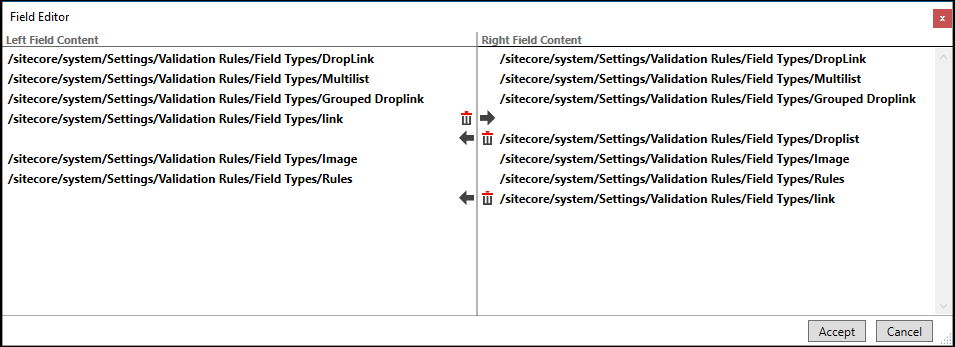 Field Editor
x
Left Field Content
Right Field Content
/sitecore/system/Settings/Validation Rules/Field Types/DropLink
/sitecore/system/Settings/Validation Rules/Field Types/DropLink
/sitecore/system/Settings/Validation Rules/Field Types/Multilist
/sitecore/system/Settings/Validation Rules/Field Types/Multilist
/sitecore/system/Settings/Validation Rules/Field Types/Grouped Droplink
/sitecore/system/Settings/Validation Rules/Field Types/Grouped Droplink
/sitecore/system/Settings/Validation Rules/Field Types/link
/sitecore/system/Settings/Validation Rules/Field Types/Droplist
/sitecore/system/Settings/Validation Rules/Field Types/Image
/sitecore/system/Settings/Validation Rules/Field Types/Image
/sitecore/system/Settings/Validation Rules/Field Types/Rules
/sitecore/system/Settings/Validation Rules/Field Types/Rules
/sitecore/system/Settings/Validation Rules/Field Types/link
Accept
Cancel